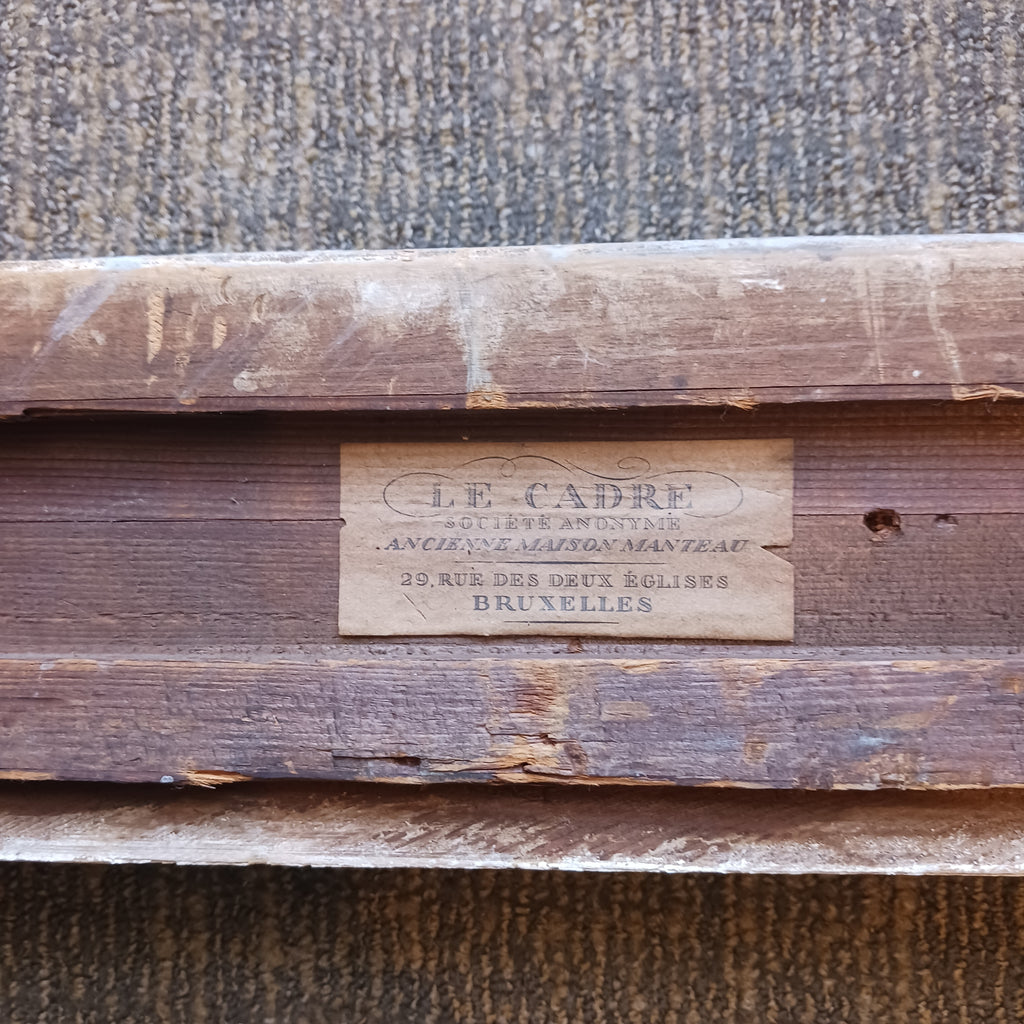 LE CADRE
SOCIÉTÉ ANONYME
ANCIENNE MAISON MANTEAU
29, RUE DES DEUX ÉGLISES
BRUXELLES